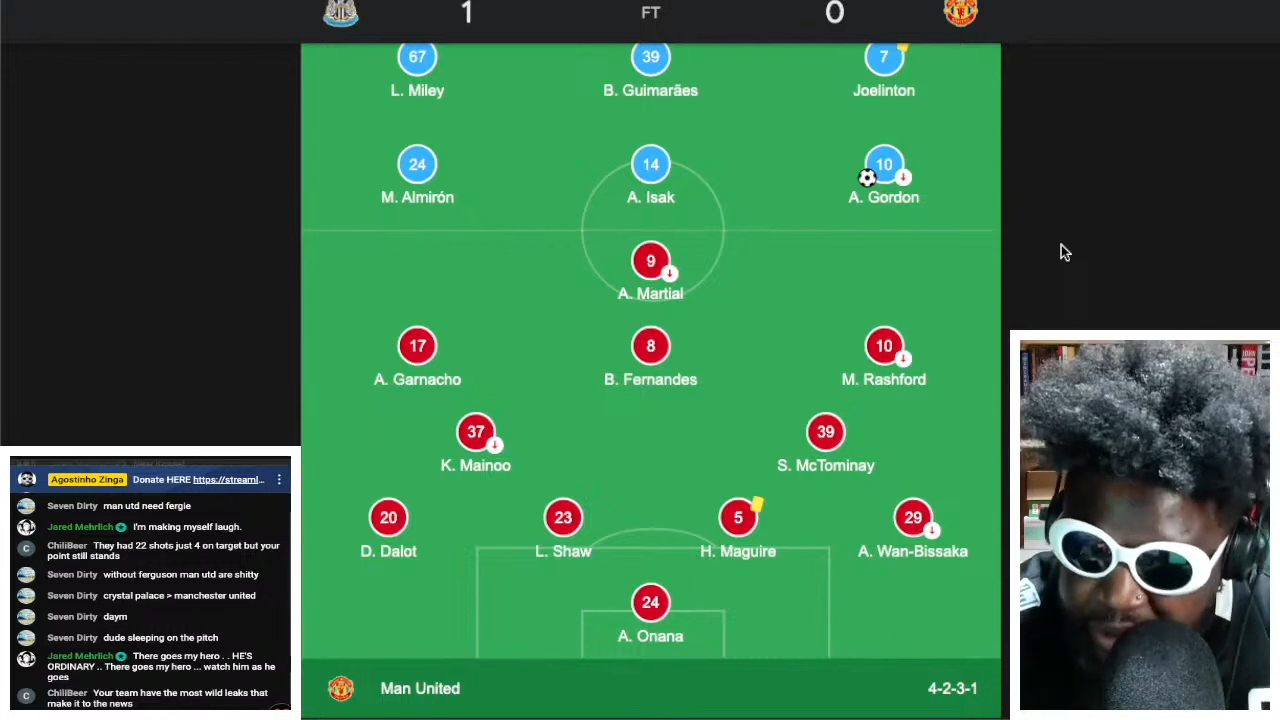 1 FT 0
67 39 7
L. Miley B. Guimarães Joelinton
24 14 10
M. Almirón A. Isak A. Gordon
9
A. Martial
17 8 10
A. Garnacho B. Fernandes M. Rashford
37 39
K. Mainoo S. McTominay
20 23 5 29
D. Dalot L. Shaw H. Maguire A. Wan-Bissaka
24
A. Onana
Man United 4-2-3-1
Agostinho Zinga Donate HERE https://streaml...
Seven Dirty man utd need fergie
Jared Mehrlich I'm making myself laugh.
C ChiliBeer They had 22 shots just 4 on target but your
point still stands
Seven Dirty without ferguson man utd are shitty
Seven Dirty crystal palace > manchester united
Seven Dirty daym
Seven Dirty dude sleeping on the pitch
Jared Mehrlich There goes my hero . . HE'S
ORDINARY .. There goes my hero ... watch him as he
goes
C ChiliBeer Your team have the most wild leaks that
make it to the news